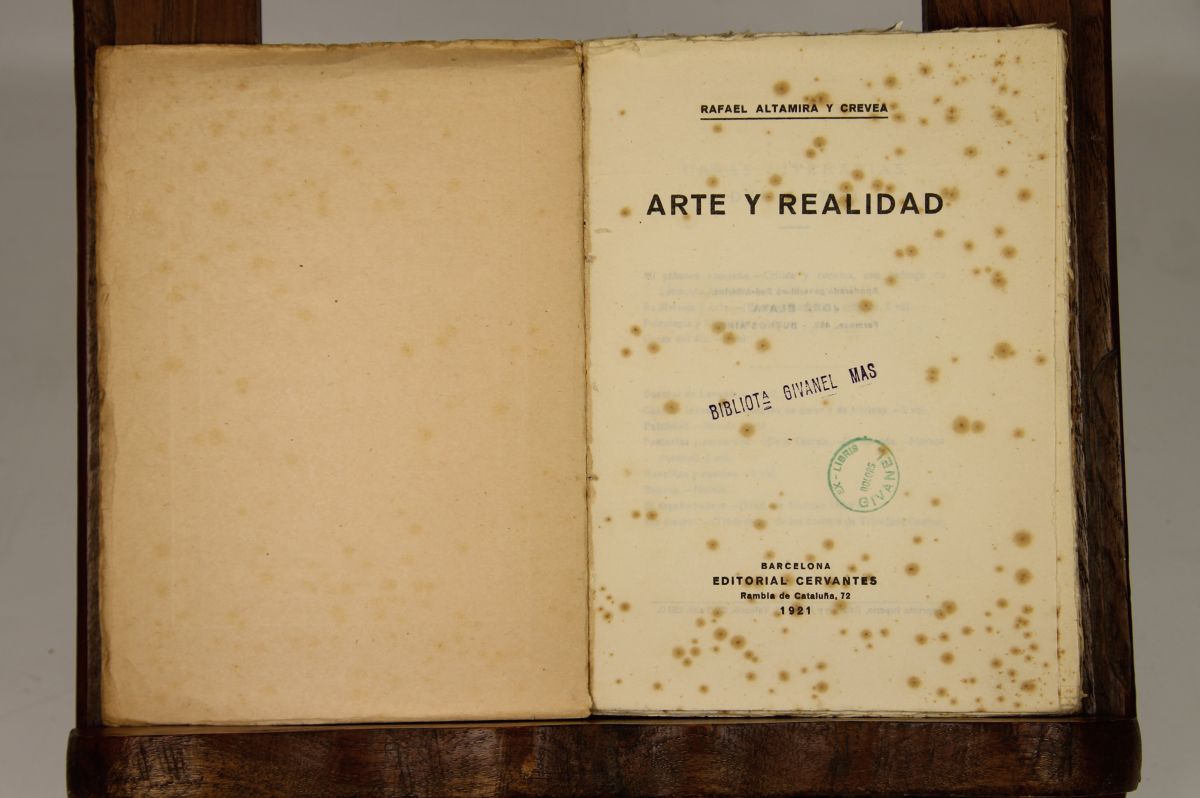 RAFAEL ALTAMIRA Y CREVEA
ARTE Y REALIDAD
BIBLIOTA GIVANEL MAS
EX-LIBRIS
DOLORS
GIVANEL
BARCELONA
EDITORIAL CERVANTES
Rambla de Cataluña, 72
1921